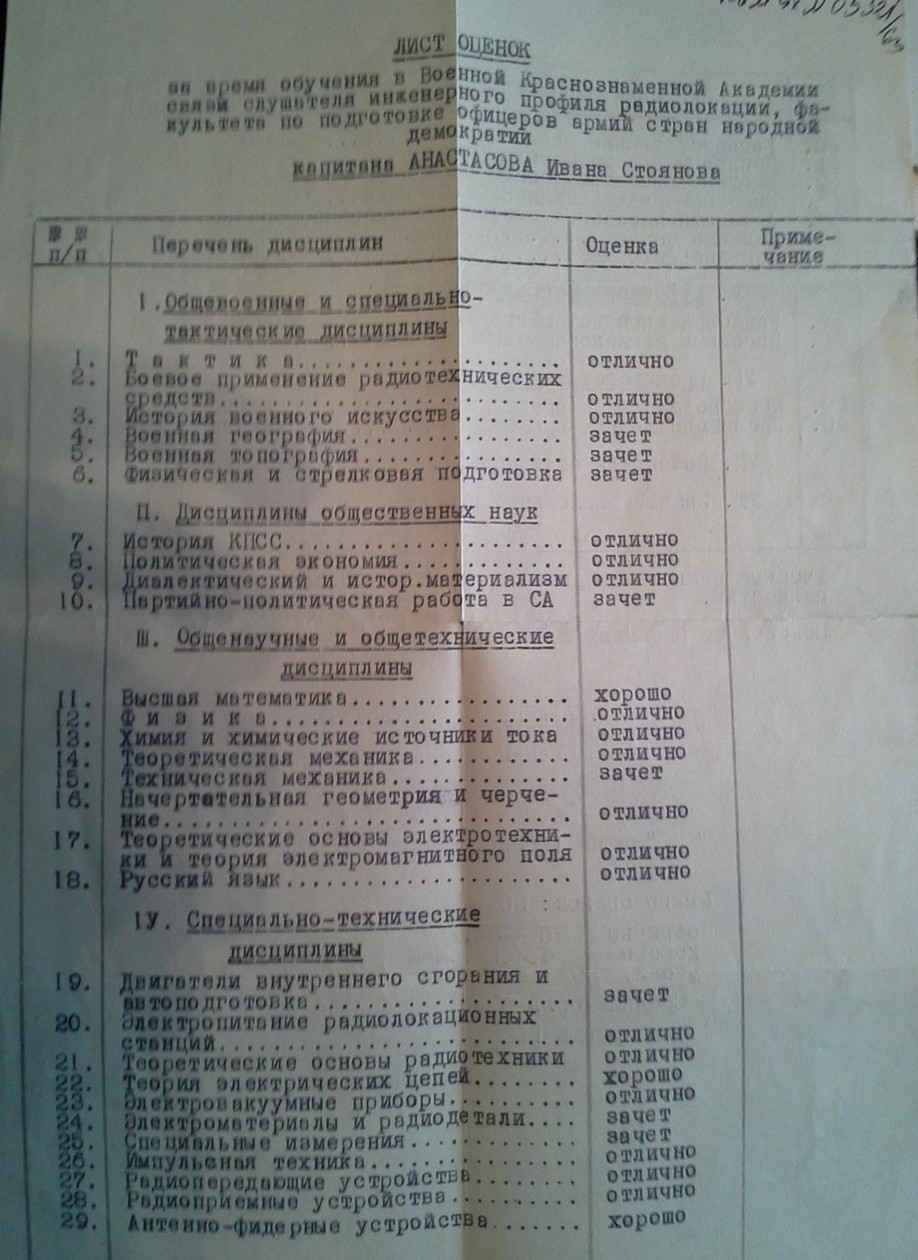 ЛИСТ ОЦЕНОК
за время обучения в Военной Краснознаменной Академии
связи слушателя инженерного профиля радиолокации, фа-
культета по подготовке офицеров армий стран народной
демократии
капитана АНАСТАСОВА Ивана Стоянова
№ № п/п Перечень дисциплин Оценка Приме-чание
I. Общевоенные и специально-
тактические дисциплины
1. Т а к т и к а..................... отлично
2. Боевое применение радиотехнических
средств.......................... отлично
3. История военного искусства....... отлично
4. Военная география................ зачет
5. Военная топография............... зачет
6. Физическая и стрелковая подготовка зачет
П. Дисциплины общественных наук
7. История КПСС..................... отлично
8. Политическая экономия............ отлично
9. Диалектический и истор.материализм отлично
10. Партийно-политическая работа в СА зачет
Ш. Общенаучные и общетехнические
дисциплины
11. Высшая математика................ хорошо
12. Ф и з и к а...................... отлично
13. Химия и химические источники тока отлично
14. Теоретическая механика........... отлично
15. Техническая механика............. зачет
16. Начертательная геометрия и черче-
ние.............................. отлично
17. Теоретические основы электротехни-
ки и теория электромагнитного поля отлично
18. Русский язык..................... отлично
1У. Специально-технические
дисциплины
19. Двигатели внутреннего сгорания и
автоподготовка................... зачет
20. Электропитание радиолокационных
станций.......................... отлично
21. Теоретические основы радиотехники отлично
22. Теория электрических цепей....... хорошо
23. Электровакуумные приборы......... отлично
24. Электроматериалы и радиодетали.... зачет
25. Специальные измерения............ зачет
26. Импульсная техника............... отлично
27. Радиопередающие устройства....... отлично
28. Радиоприемные устройства......... отлично
29. Антенно-фидерные устройства...... хорошо